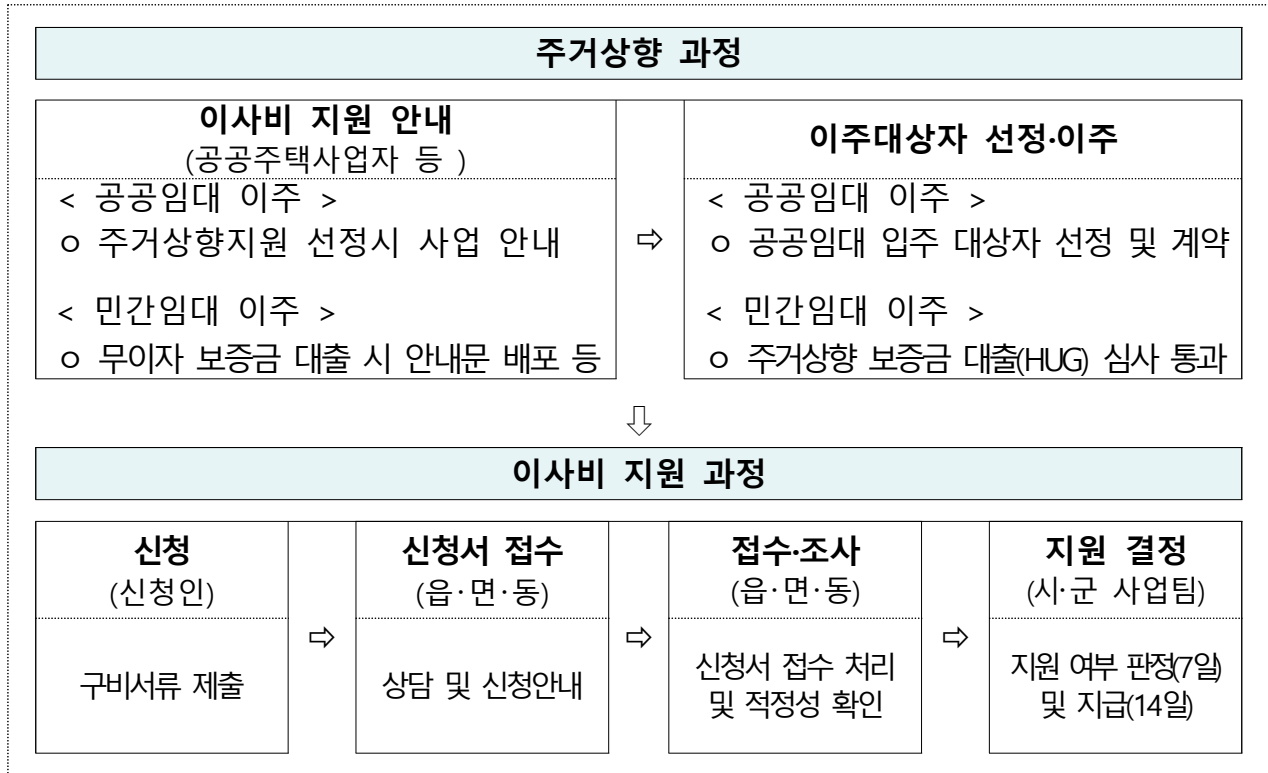 주거상향 과정
이사비 지원 안내
(공공주택사업자 등 )
< 공공임대 이주 >
ㅇ 주거상향지원 선정시 사업 안내
< 민간임대 이주 >
ㅇ 무이자 보증금 대출 시 안내문 배포 등
⇨
이주대상자 선정·이주
< 공공임대 이주 >
ㅇ 공공임대 입주 대상자 선정 및 계약
< 민간임대 이주 >
ㅇ 주거상향 보증금 대출(HUG) 심사 통과
⇩
이사비 지원 과정
신청
(신청인)
구비서류 제출
⇨
신청서 접수
(읍·면·동)
상담 및 신청안내
⇨
접수·조사
(읍·면·동)
신청서 접수 처리
및 적정성 확인
⇨
지원 결정
(시·군 사업팀)
지원 여부 판정(7일)
및 지급(14일)